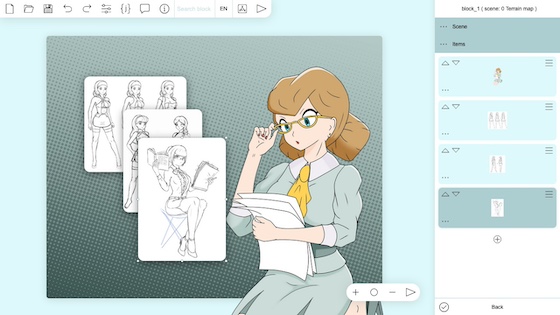 Search block
EN
block_1 ( scene: 0 Terrain map )
Scene
Items
Back